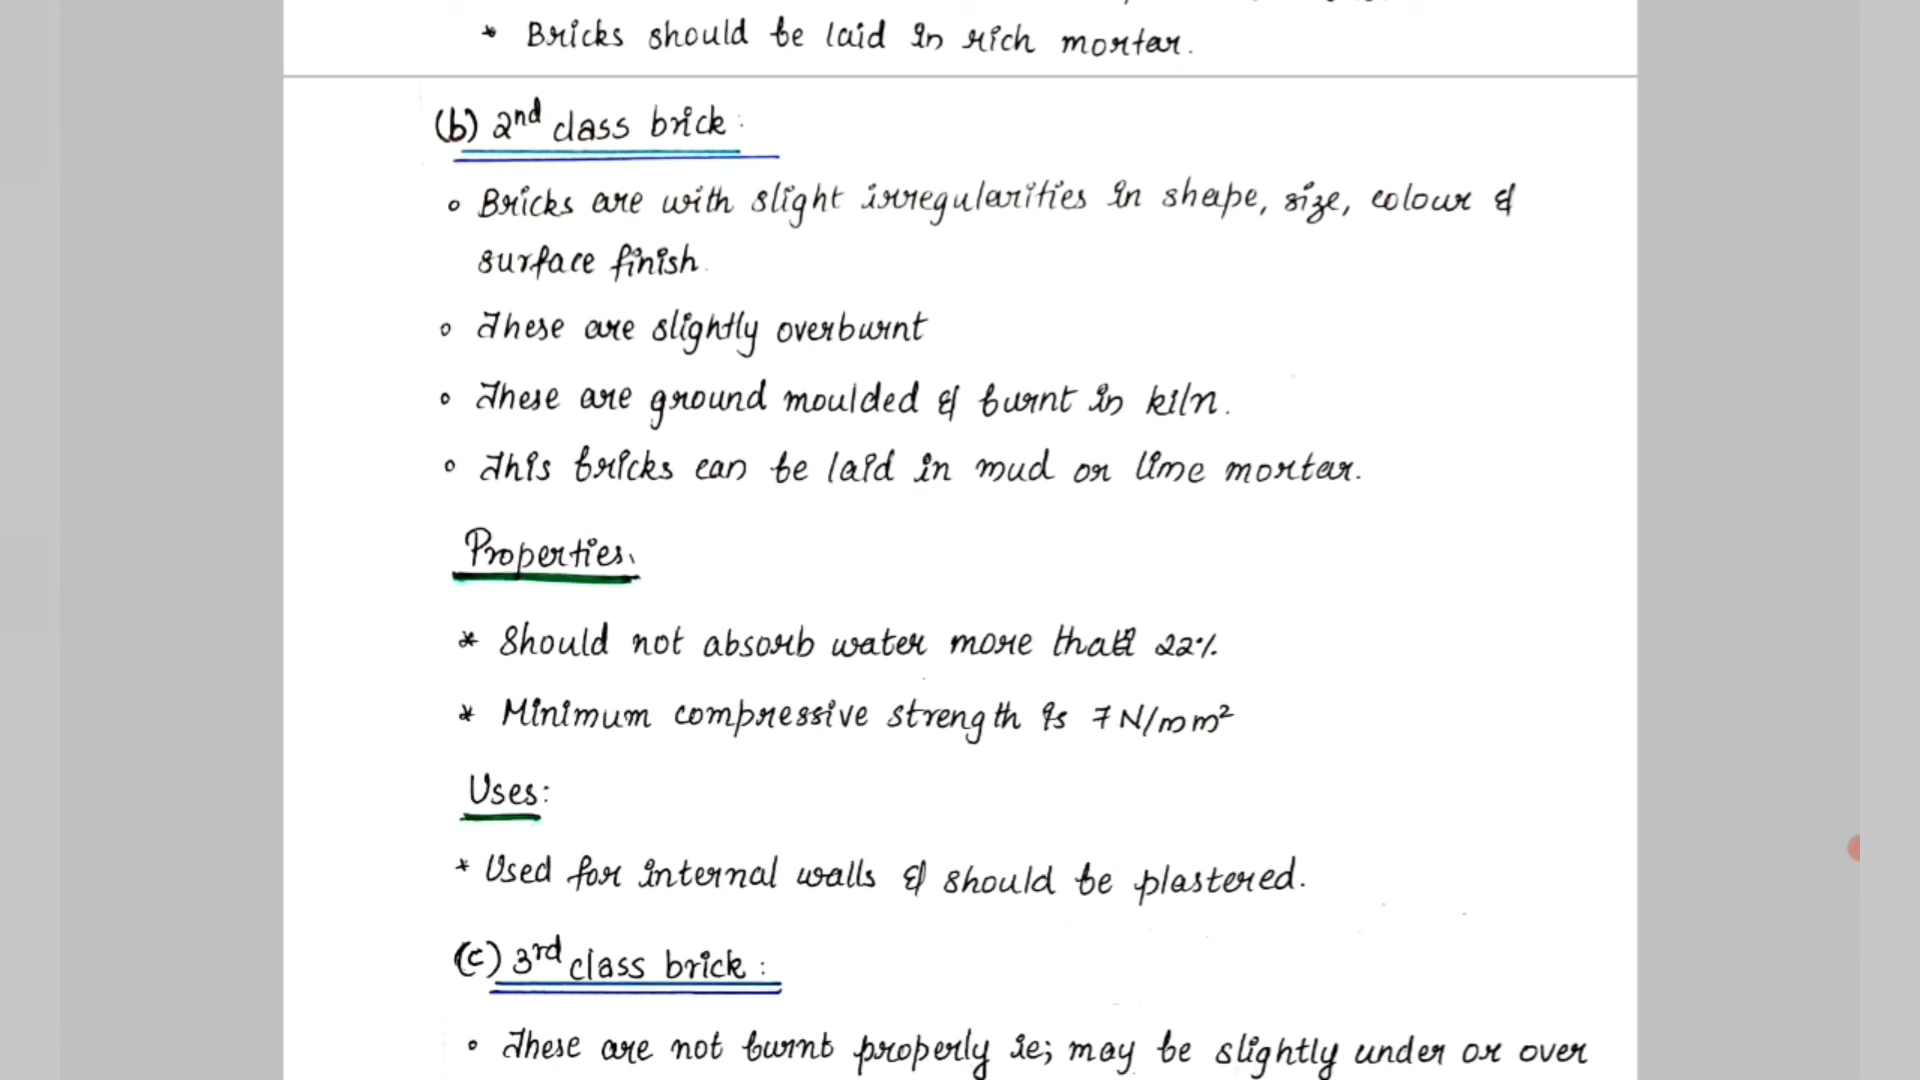 * Bricks should be laid in rich mortar.
(b) 2nd class brick:
∘ Bricks are with slight irregularities in shape, size, colour &
surface finish.
∘ These are slightly overburnt
∘ These are ground moulded & burnt in kiln.
∘ This bricks can be laid in mud or lime mortar.
Properties.
* Should not absorb water more than 22%.
* Minimum compressive strength is 7 N/mm²
Uses:
* Used for internal walls & should be plastered.
(c) 3rd class brick:
∘ These are not burnt properly ie; may be slightly under or over